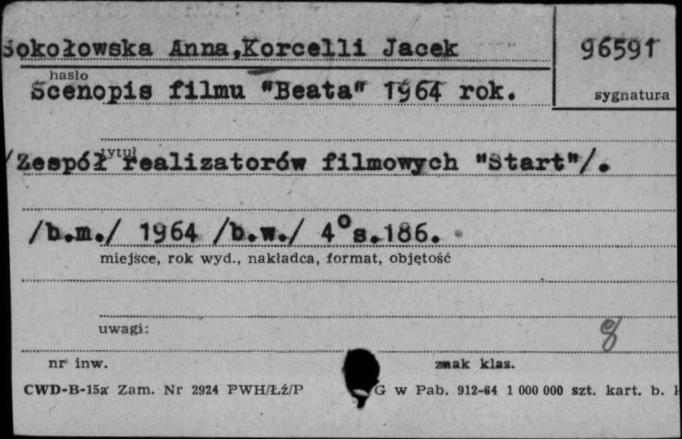 Sokołowska Anna,Korcelli Jacek
96591
hasło
sygnatura
Scenopis filmu "Beata" 1964 rok.
tytuł
/Zespół realizatorów filmowych "Start"/.
/b.m./ 1964 /b.w./ 4° s.186.
miejsce, rok wyd., nakładca, format, objętość
uwagi:
nr inw.
znak klas.
CWD-B-15a Zam. Nr 2924 PWH/Łź/P
G w Pab. 912-64 1 000 000 szt. kart. b.